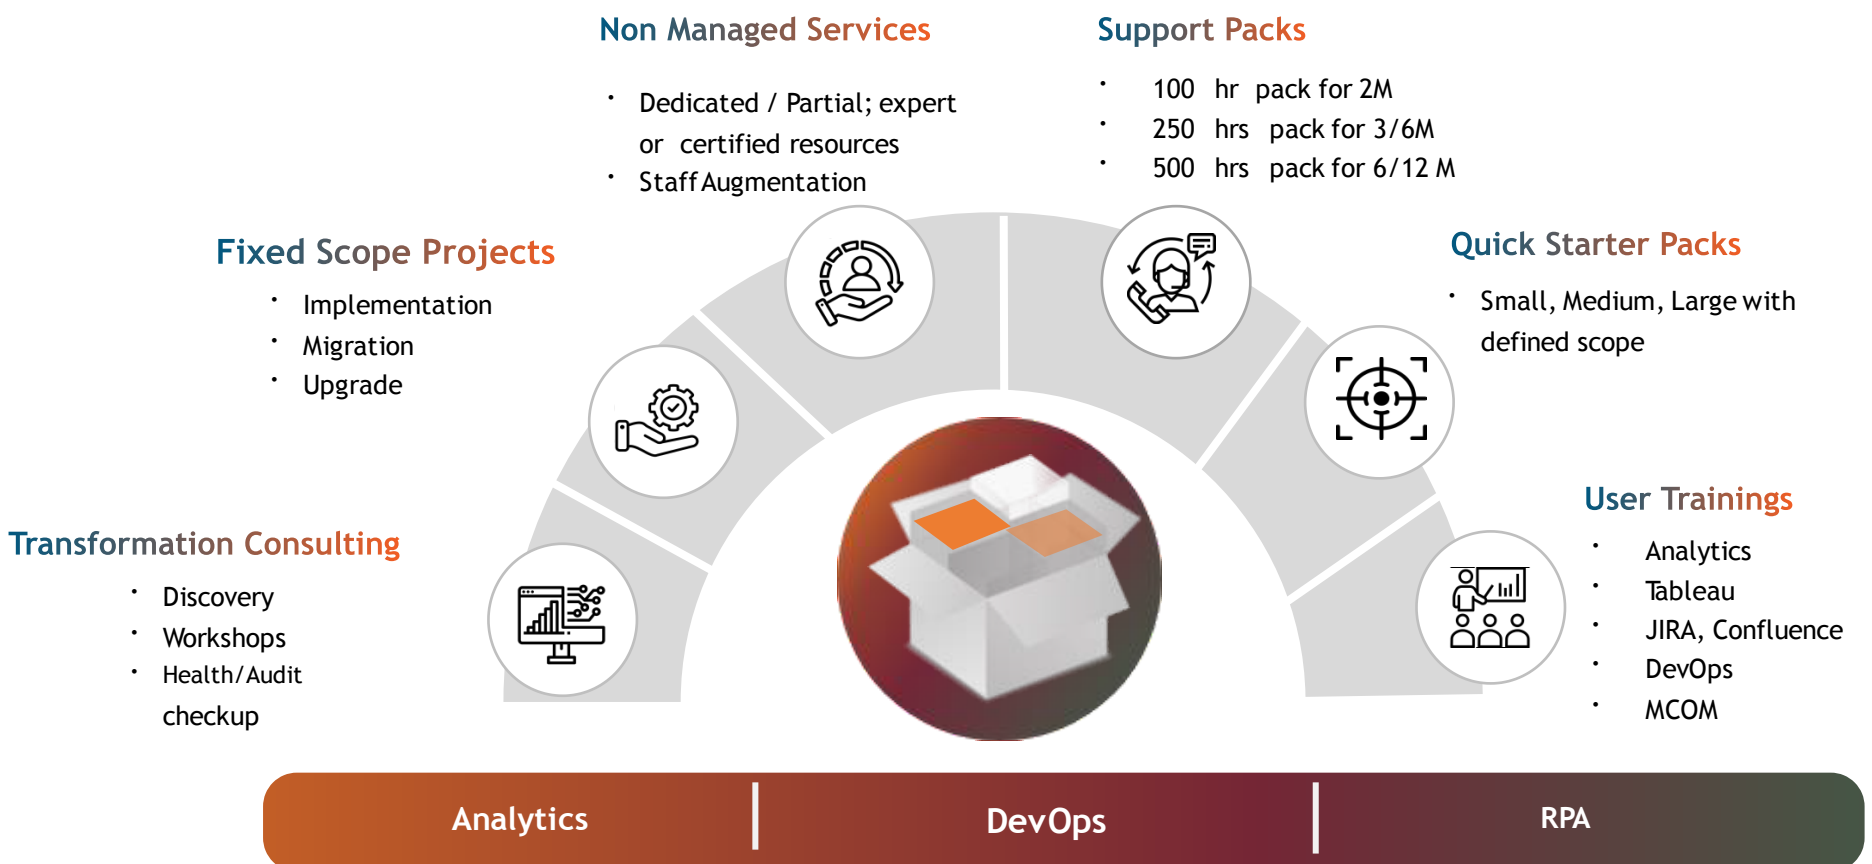 Non Managed Services
Dedicated / Partial; expert
or certified resources
Staff Augmentation
Support Packs
100 hr pack for 2M
250 hrs pack for 3/6M
500 hrs pack for 6/12 M
Fixed Scope Projects
Implementation
Migration
Upgrade
Quick Starter Packs
Small, Medium, Large with
defined scope
Transformation Consulting
Discovery
Workshops
Health/Audit
checkup
User Trainings
Analytics
Tableau
JIRA, Confluence
DevOps
MCOM
Analytics
DevOps
RPA